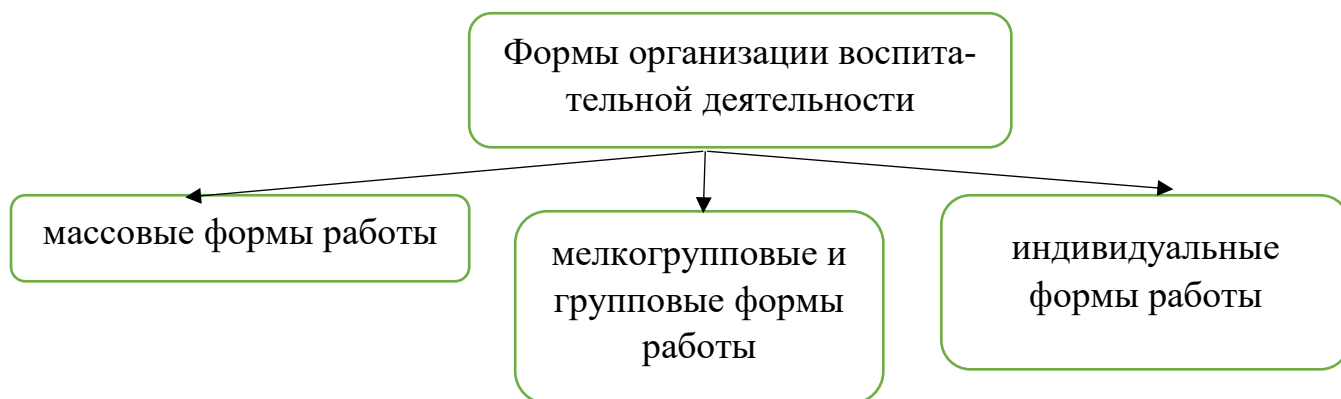 Формы организации воспита-
тельной деятельности
массовые формы работы
мелкогрупповые и
групповые формы
работы
индивидуальные
формы работы